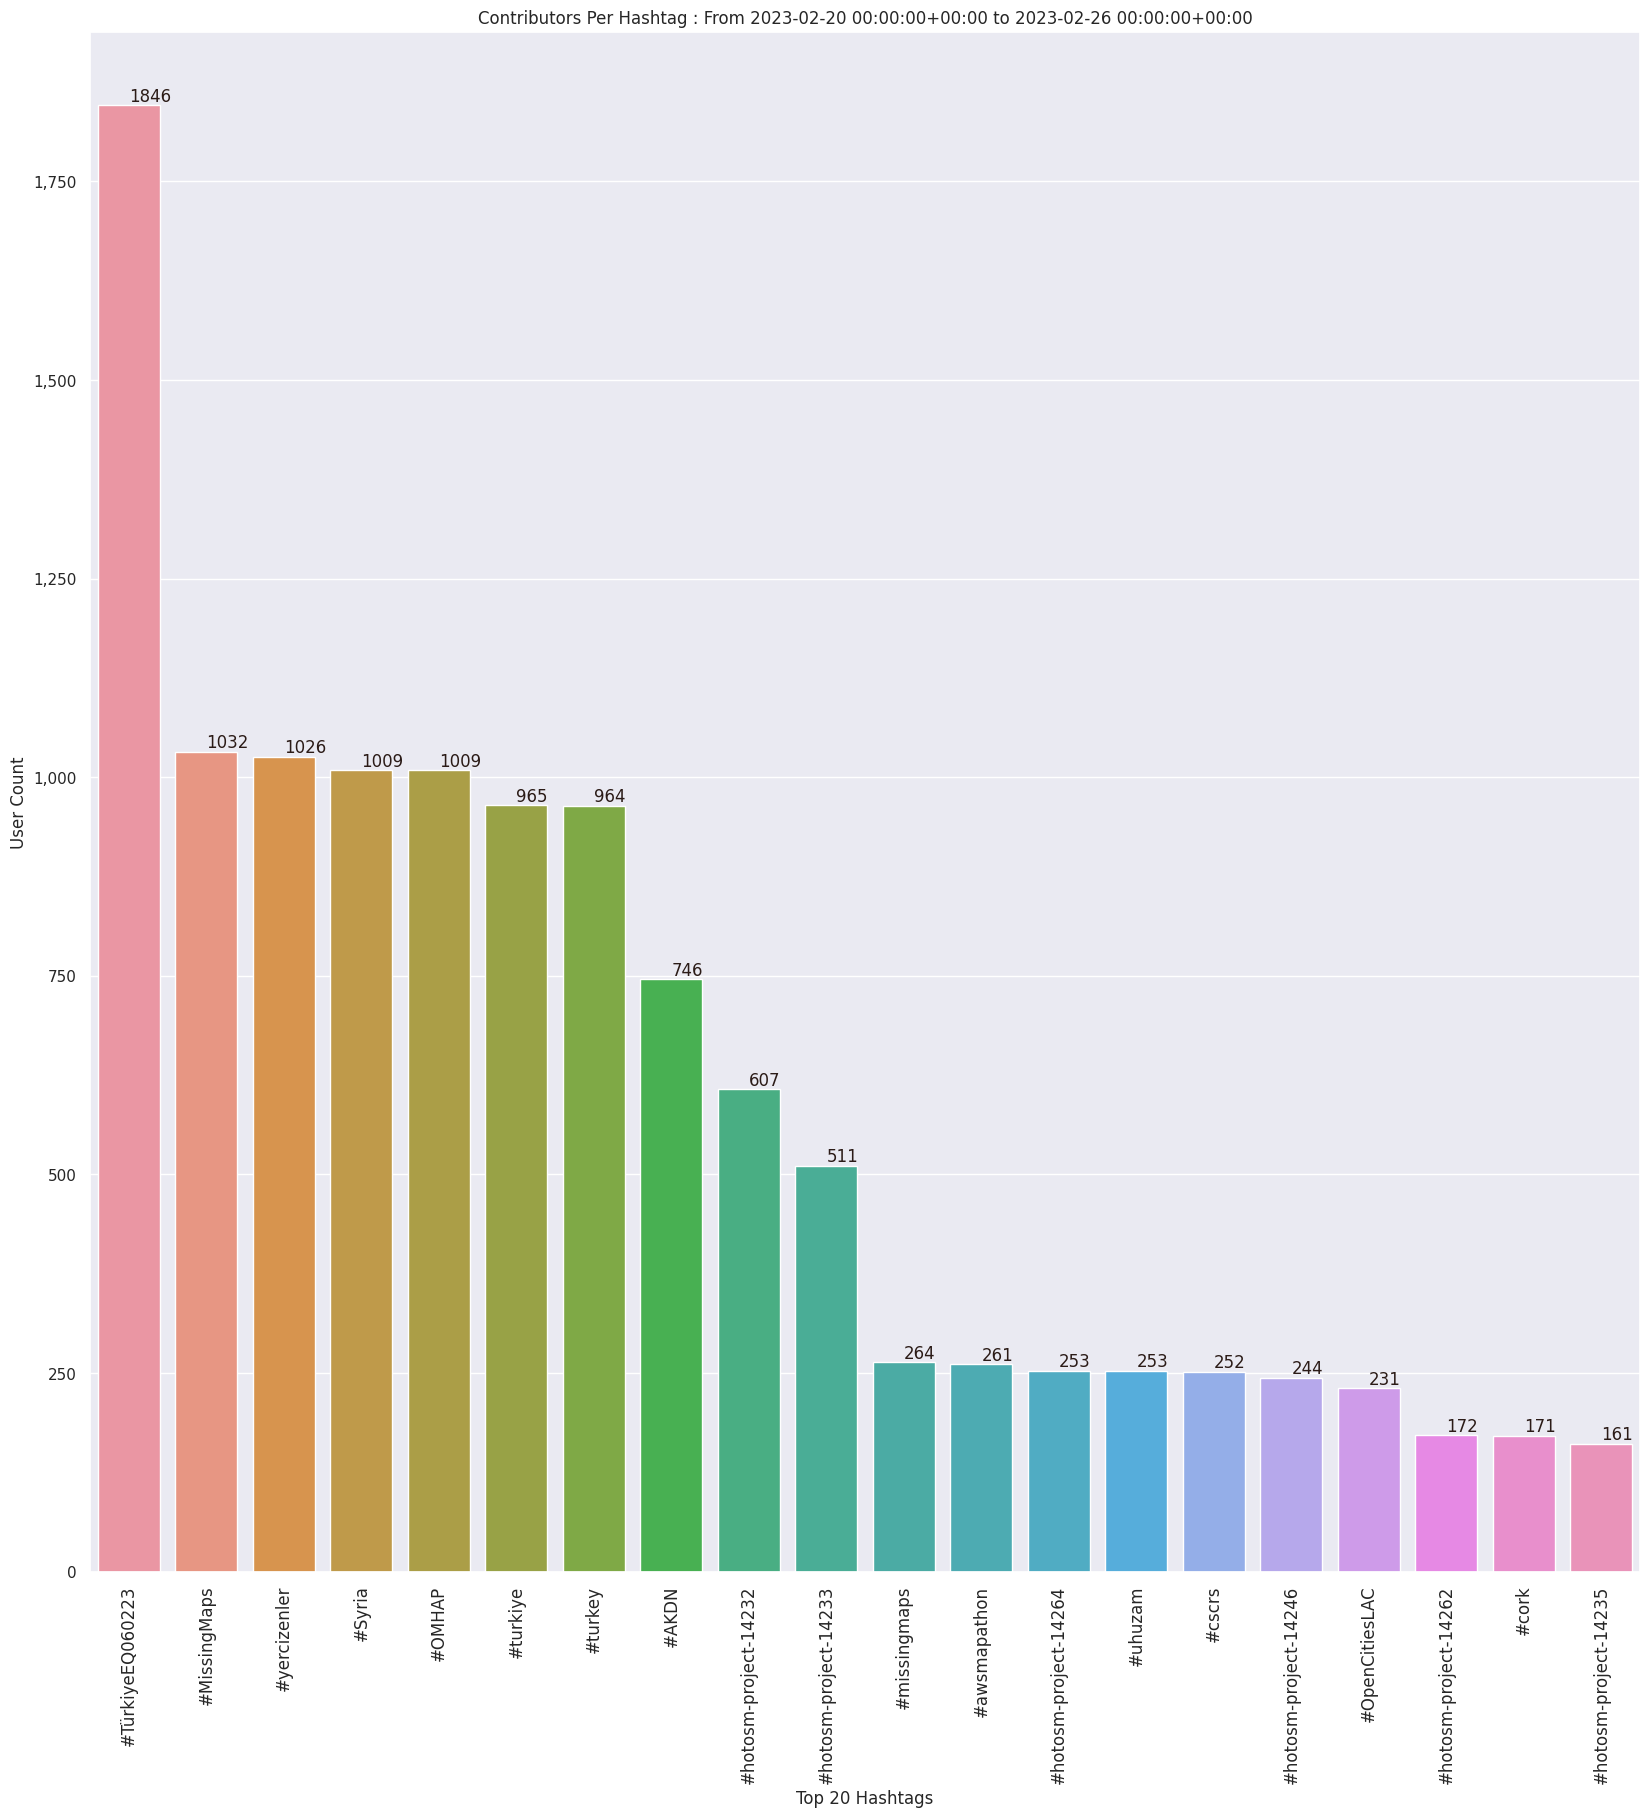 Contributors Per Hashtag : From 2023-02-20 00:00:00+00:00 to 2023-02-26 00:00:00+00:00
User Count
1,750
1,500
1,250
1,000
750
500
250
0
1846
1032
1026
1009
1009
965
964
746
607
511
264
261
253
253
252
244
231
172
171
161
#TürkiyeEQ060223
#MissingMaps
#yercizenler
#Syria
#OMHAP
#turkiye
#turkey
#AKDN
#hotosm-project-14232
#hotosm-project-14233
#missingmaps
#awsmapathon
#hotosm-project-14264
#uhuzam
#cscrs
#hotosm-project-14246
#OpenCitiesLAC
#hotosm-project-14262
#cork
#hotosm-project-14235
Top 20 Hashtags